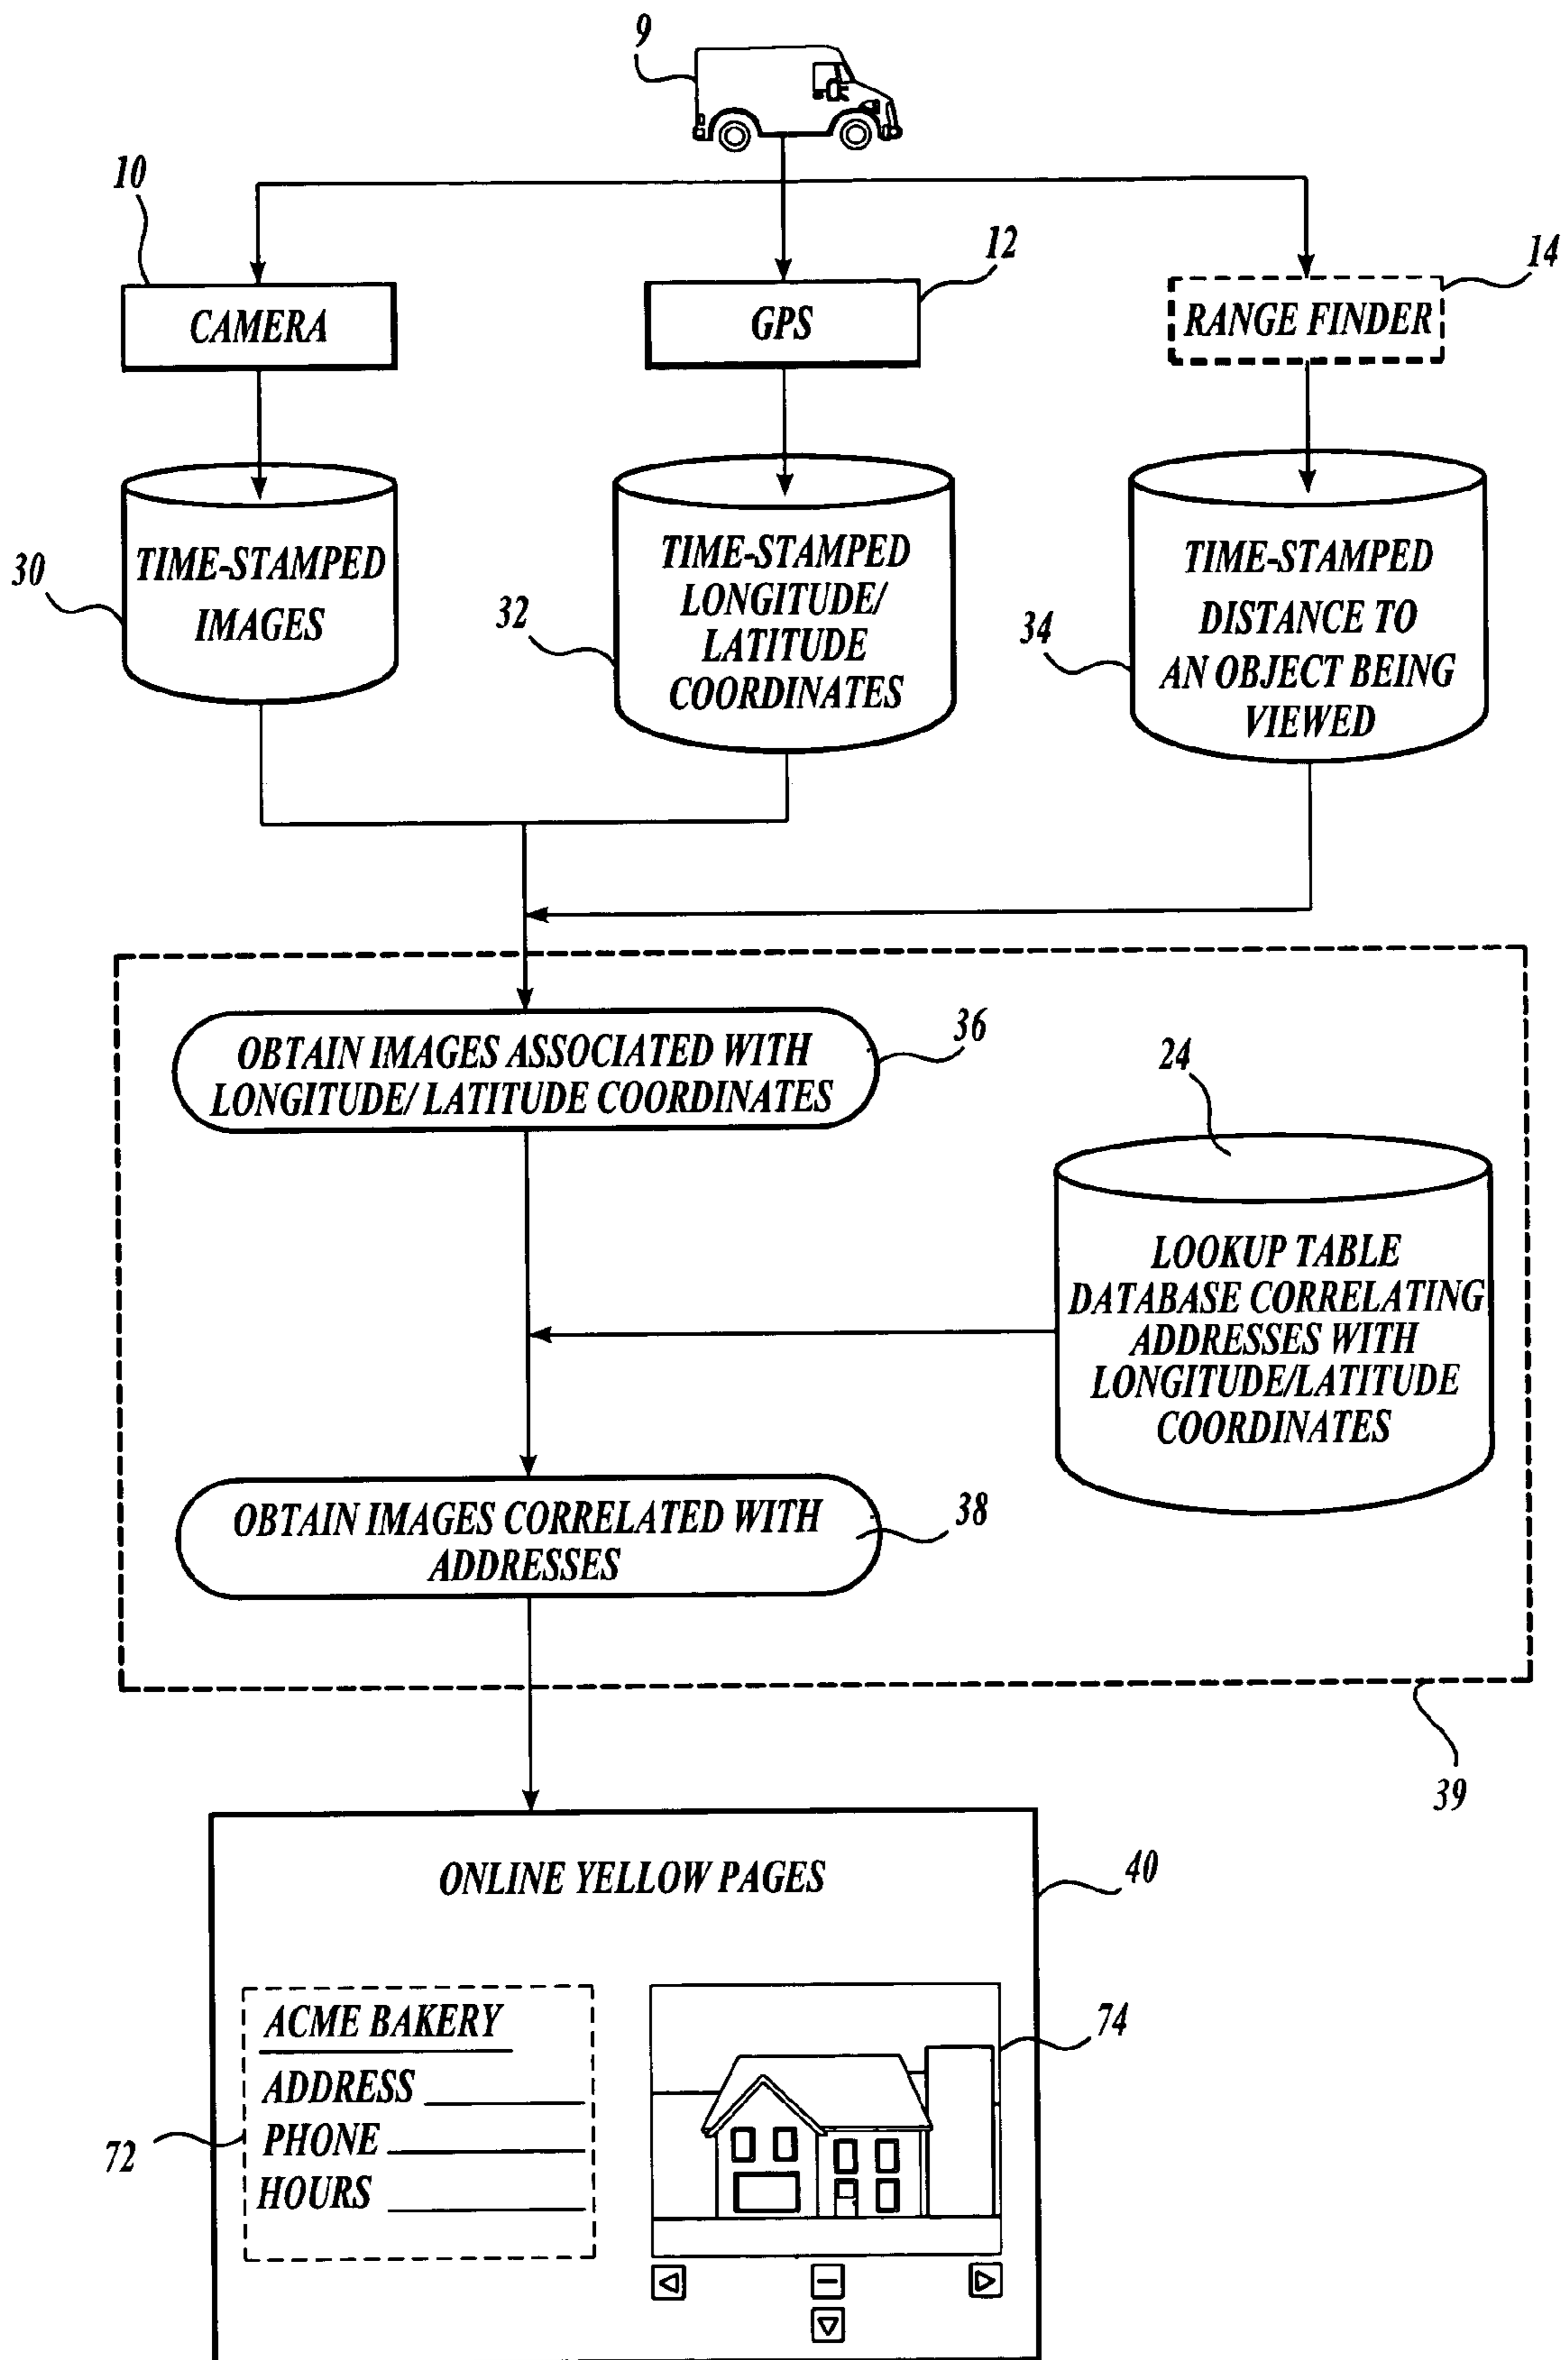 9
10
12
14
CAMERA
GPS
RANGE FINDER
30
TIME-STAMPED
IMAGES
32
TIME-STAMPED
LONGITUDE/
LATITUDE
COORDINATES
34
TIME-STAMPED
DISTANCE TO
AN OBJECT BEING
VIEWED
OBTAIN IMAGES ASSOCIATED WITH
LONGITUDE/ LATITUDE COORDINATES
36
24
LOOKUP TABLE
DATABASE CORRELATING
ADDRESSES WITH
LONGITUDE/LATITUDE
COORDINATES
OBTAIN IMAGES CORRELATED WITH
ADDRESSES
38
39
ONLINE YELLOW PAGES
40
ACME BAKERY
ADDRESS
PHONE
HOURS
72
74